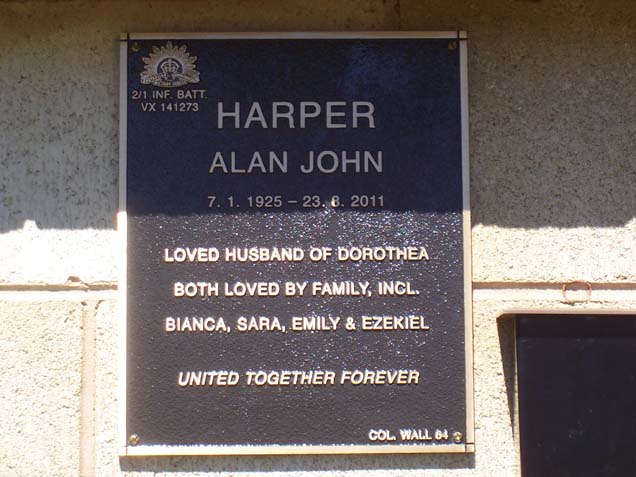 2/1 INF. BATT.
VX 141273
HARPER
ALAN JOHN
7. 1. 1925 – 23. 8. 2011
LOVED HUSBAND OF DOROTHEA
BOTH LOVED BY FAMILY, INCL.
BIANCA, SARA, EMILY & EZEKIEL
UNITED TOGETHER FOREVER
COL. WALL 64